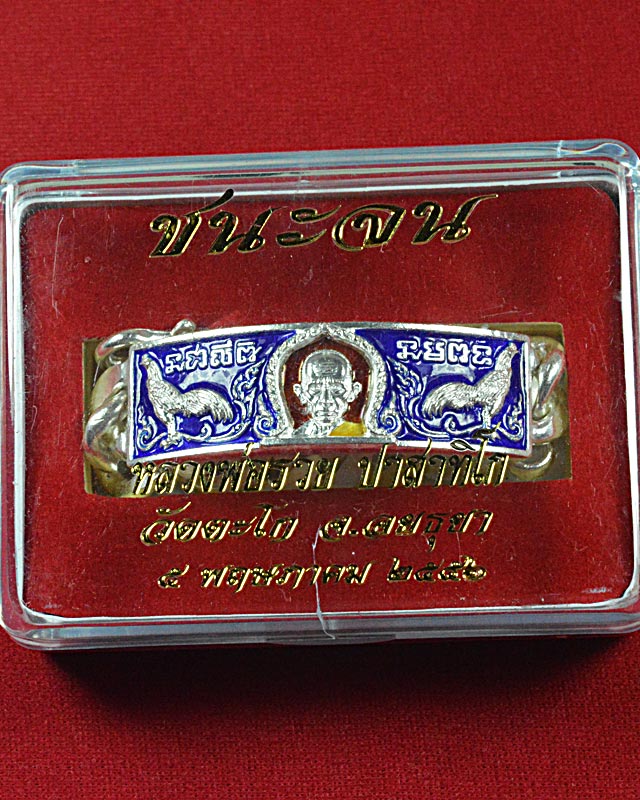 ชนะจน
หลวงพ่อรวย ปาสาทิโก
วัดตะโก จ.อยุธยา
๕ พฤษภาคม ๒๕๕๖